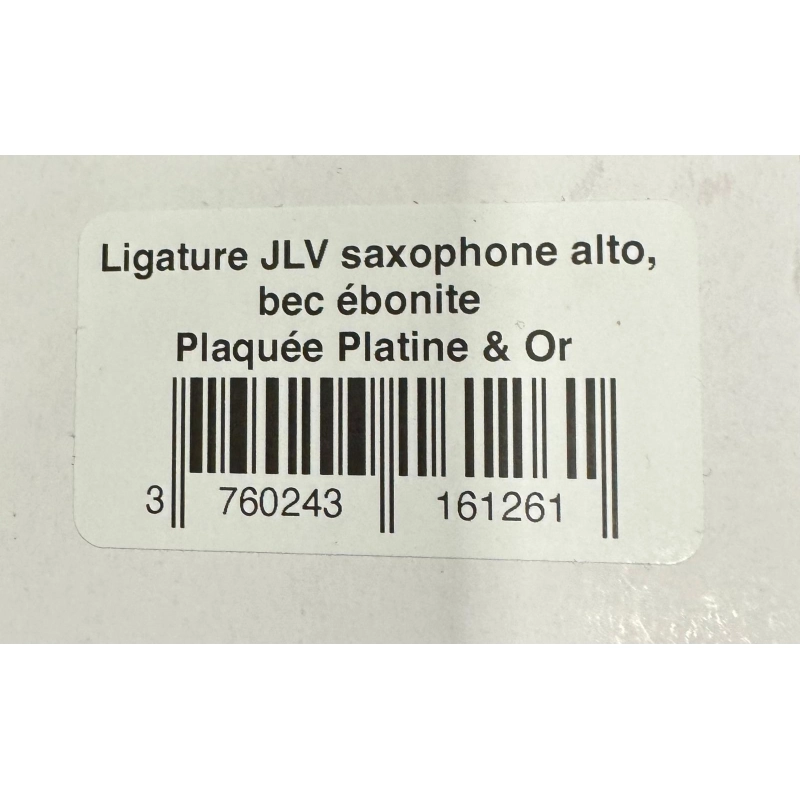 Ligature JLV saxophone alto,
bec ébonite
Plaquée Platine & Or
3 760243 161261